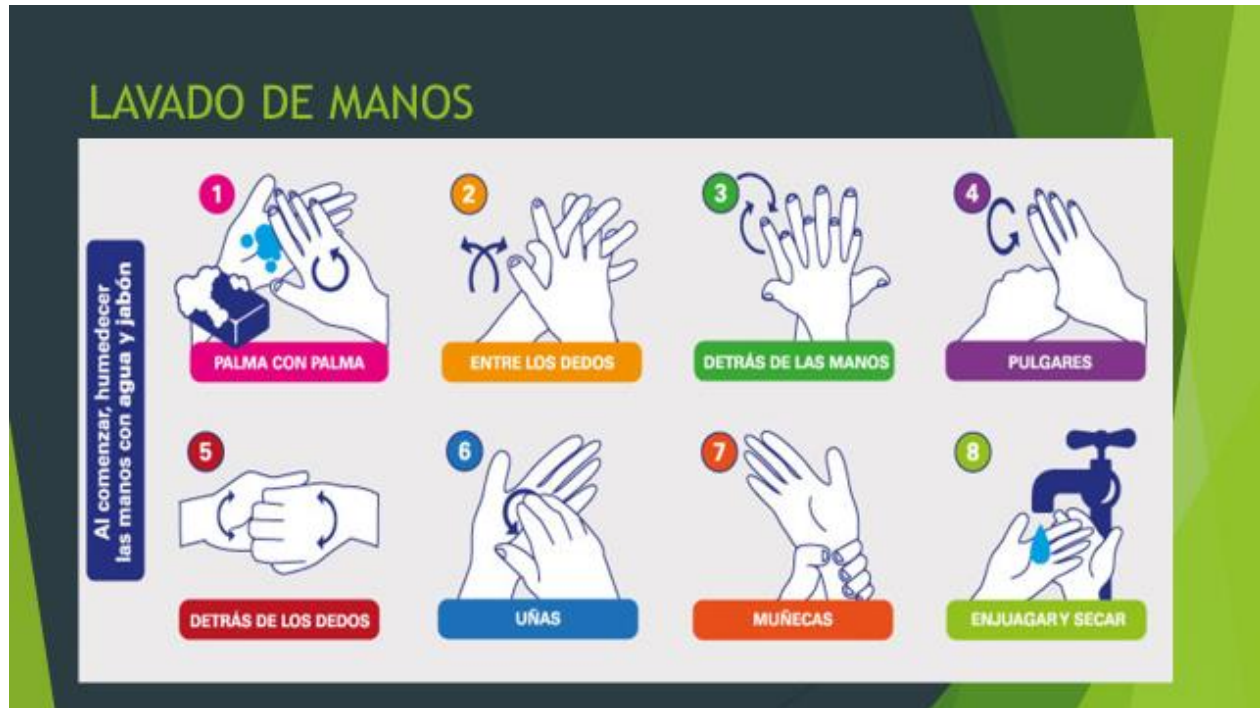 LAVADO DE MANOS
Al comenzar, humedecer
las manos con agua y jabón
1
PALMA CON PALMA
2
ENTRE LOS DEDOS
3
DETRÁS DE LAS MANOS
4
PULGARES
5
DETRÁS DE LOS DEDOS
6
UÑAS
7
MUÑECAS
8
ENJUAGAR Y SECAR